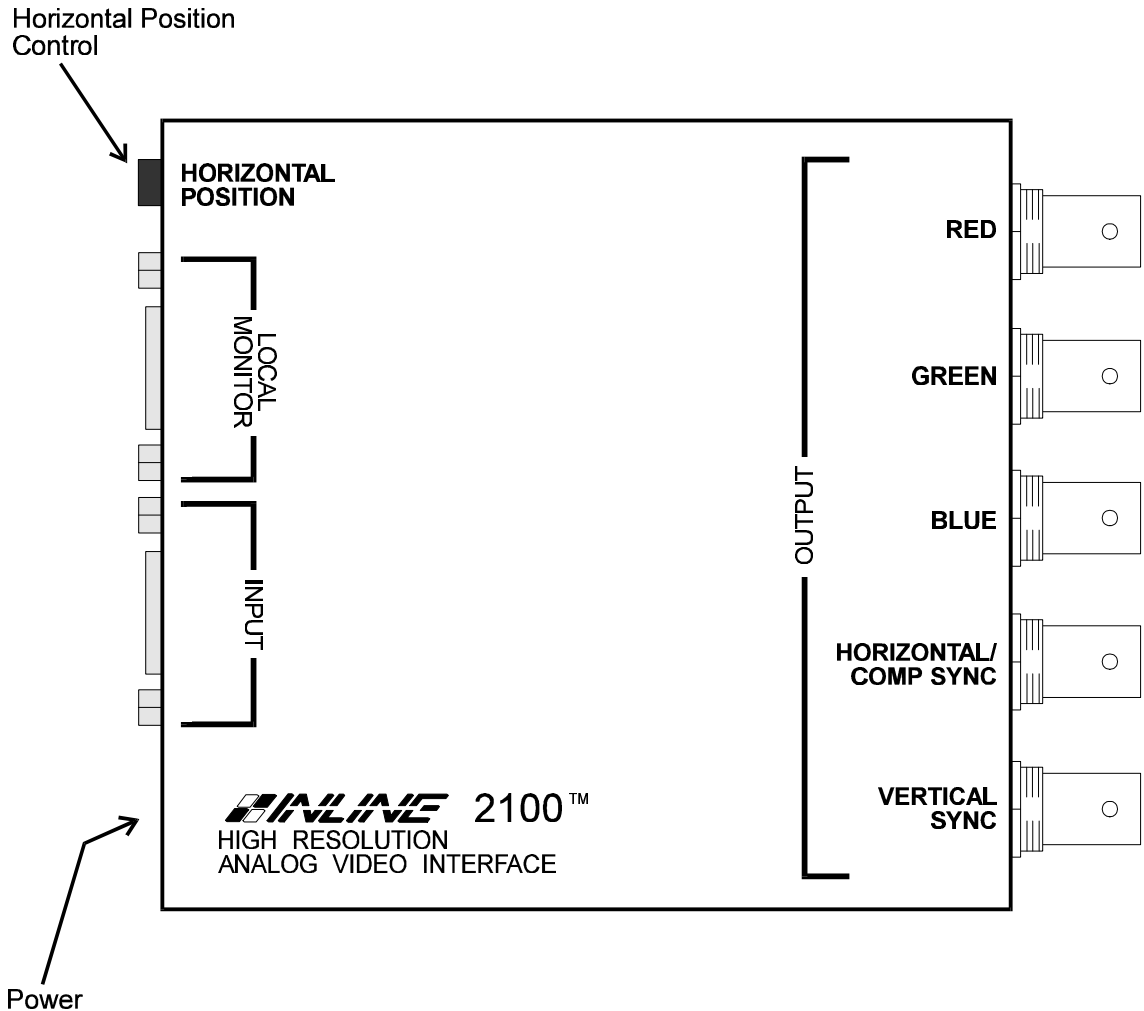 Horizontal Position
Control
HORIZONTAL
POSITION
LOCAL
MONITOR
INPUT
OUTPUT
RED
GREEN
BLUE
HORIZONTAL/
COMP SYNC
VERTICAL
SYNC
INLINE 2100™
HIGH RESOLUTION
ANALOG VIDEO INTERFACE
Power